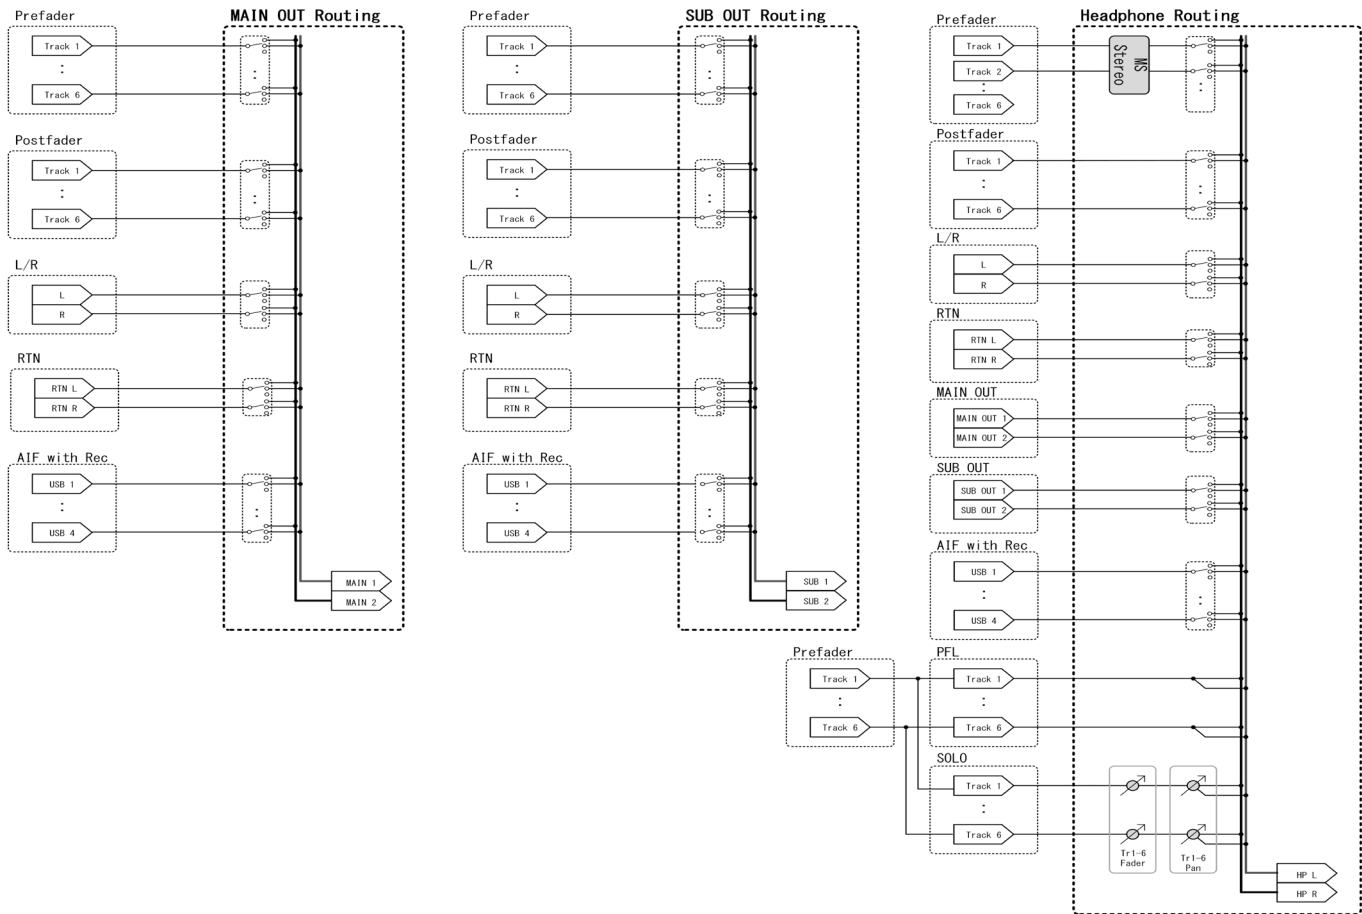 MAIN OUT Routing
Prefader
Track 1
:
Track 6
Postfader
Track 1
:
Track 6
L/R
L
R
RTN
RTN L
RTN R
AIF with Rec
USB 1
:
USB 4
:
:
:
MAIN 1
MAIN 2
SUB OUT Routing
Prefader
Track 1
:
Track 6
Postfader
Track 1
:
Track 6
L/R
L
R
RTN
RTN L
RTN R
AIF with Rec
USB 1
:
USB 4
:
:
:
SUB 1
SUB 2
Headphone Routing
Prefader
Track 1
Track 2
:
Track 6
MS
Stereo
:
Postfader
Track 1
:
Track 6
:
L/R
L
R
RTN
RTN L
RTN R
MAIN OUT
MAIN OUT 1
MAIN OUT 2
SUB OUT
SUB OUT 1
SUB OUT 2
AIF with Rec
USB 1
:
USB 4
:
Prefader
Track 1
:
Track 6
PFL
Track 1
:
Track 6
SOLO
Track 1
:
Track 6
Tr1-6
Fader
Tr1-6
Pan
HP L
HP R